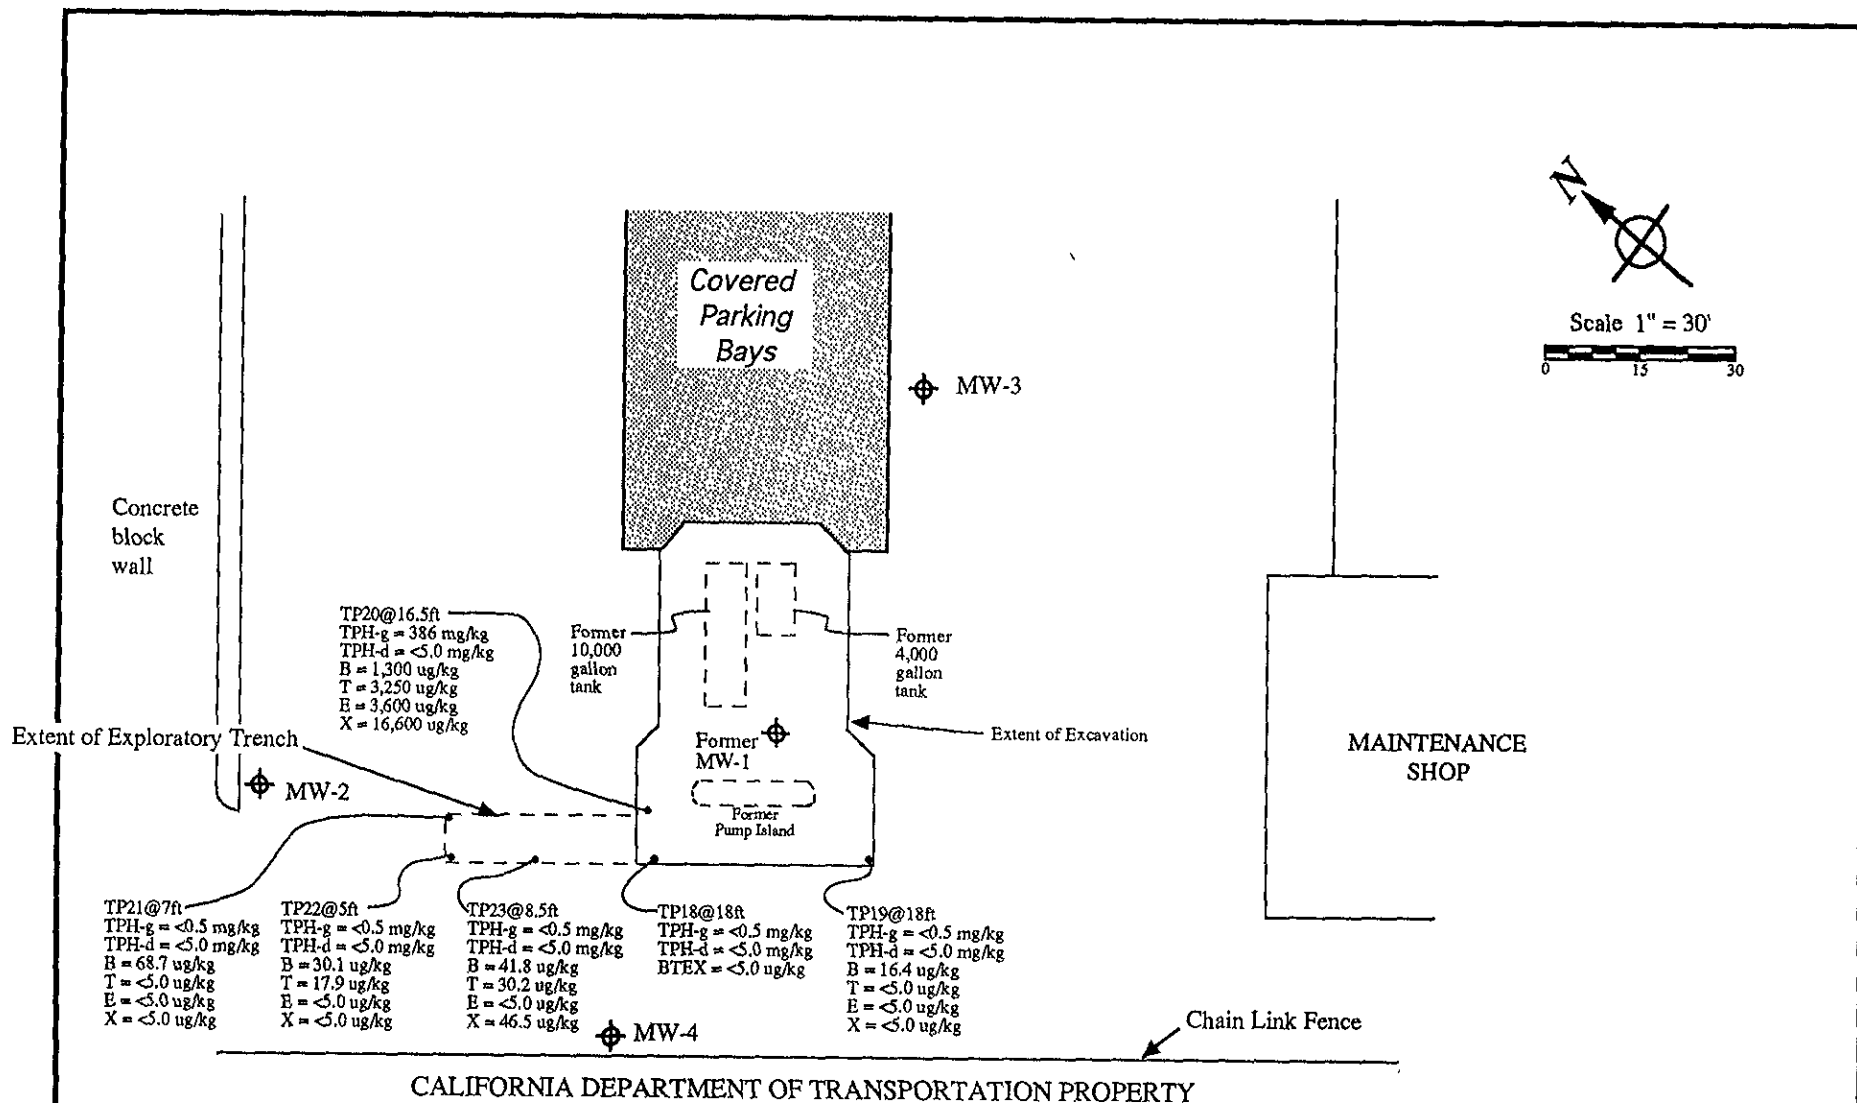 N
Scale 1" = 30'
0 15 30
Covered
Parking
Bays
MW-3
Concrete
block
wall
TP20@16.5ft
TPH-g = 386 mg/kg
TPH-d = <5.0 mg/kg
B = 1,300 ug/kg
T = 3,250 ug/kg
E = 3,600 ug/kg
X = 16,600 ug/kg
Former
10,000
gallon
tank
Former
4,000
gallon
tank
Extent of Exploratory Trench
Former
MW-1
Extent of Excavation
MAINTENANCE
SHOP
MW-2
Former
Pump Island
TP21@7ft
TPH-g = <0.5 mg/kg
TPH-d = <5.0 mg/kg
B = 68.7 ug/kg
T = <5.0 ug/kg
E = <5.0 ug/kg
X = <5.0 ug/kg
TP22@5ft
TPH-g = <0.5 mg/kg
TPH-d = <5.0 mg/kg
B = 30.1 ug/kg
T = 17.9 ug/kg
E = <5.0 ug/kg
X = <5.0 ug/kg
TP23@8.5ft
TPH-g = <0.5 mg/kg
TPH-d = <5.0 mg/kg
B = 41.8 ug/kg
T = 30.2 ug/kg
E = <5.0 ug/kg
X = 46.5 ug/kg
TP18@18ft
TPH-g = <0.5 mg/kg
TPH-d = <5.0 mg/kg
BTEX = <5.0 ug/kg
TP19@18ft
TPH-g = <0.5 mg/kg
TPH-d = <5.0 mg/kg
B = 16.4 ug/kg
T = <5.0 ug/kg
E = <5.0 ug/kg
X = <5.0 ug/kg
MW-4
Chain Link Fence
CALIFORNIA DEPARTMENT OF TRANSPORTATION PROPERTY